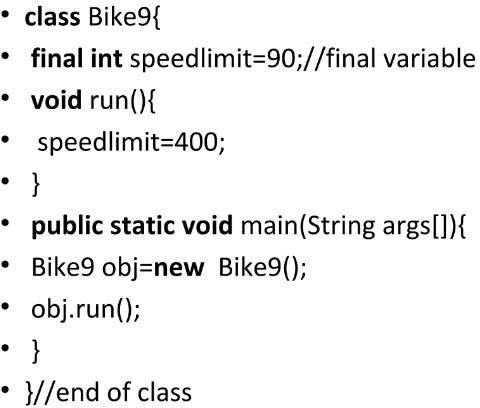 • class Bike9{
• final int speedlimit=90;//final variable
• void run(){
• speedlimit=400;
• }
• public static void main(String args[]){
• Bike9 obj=new  Bike9();
• obj.run();
• }
• }//end of class